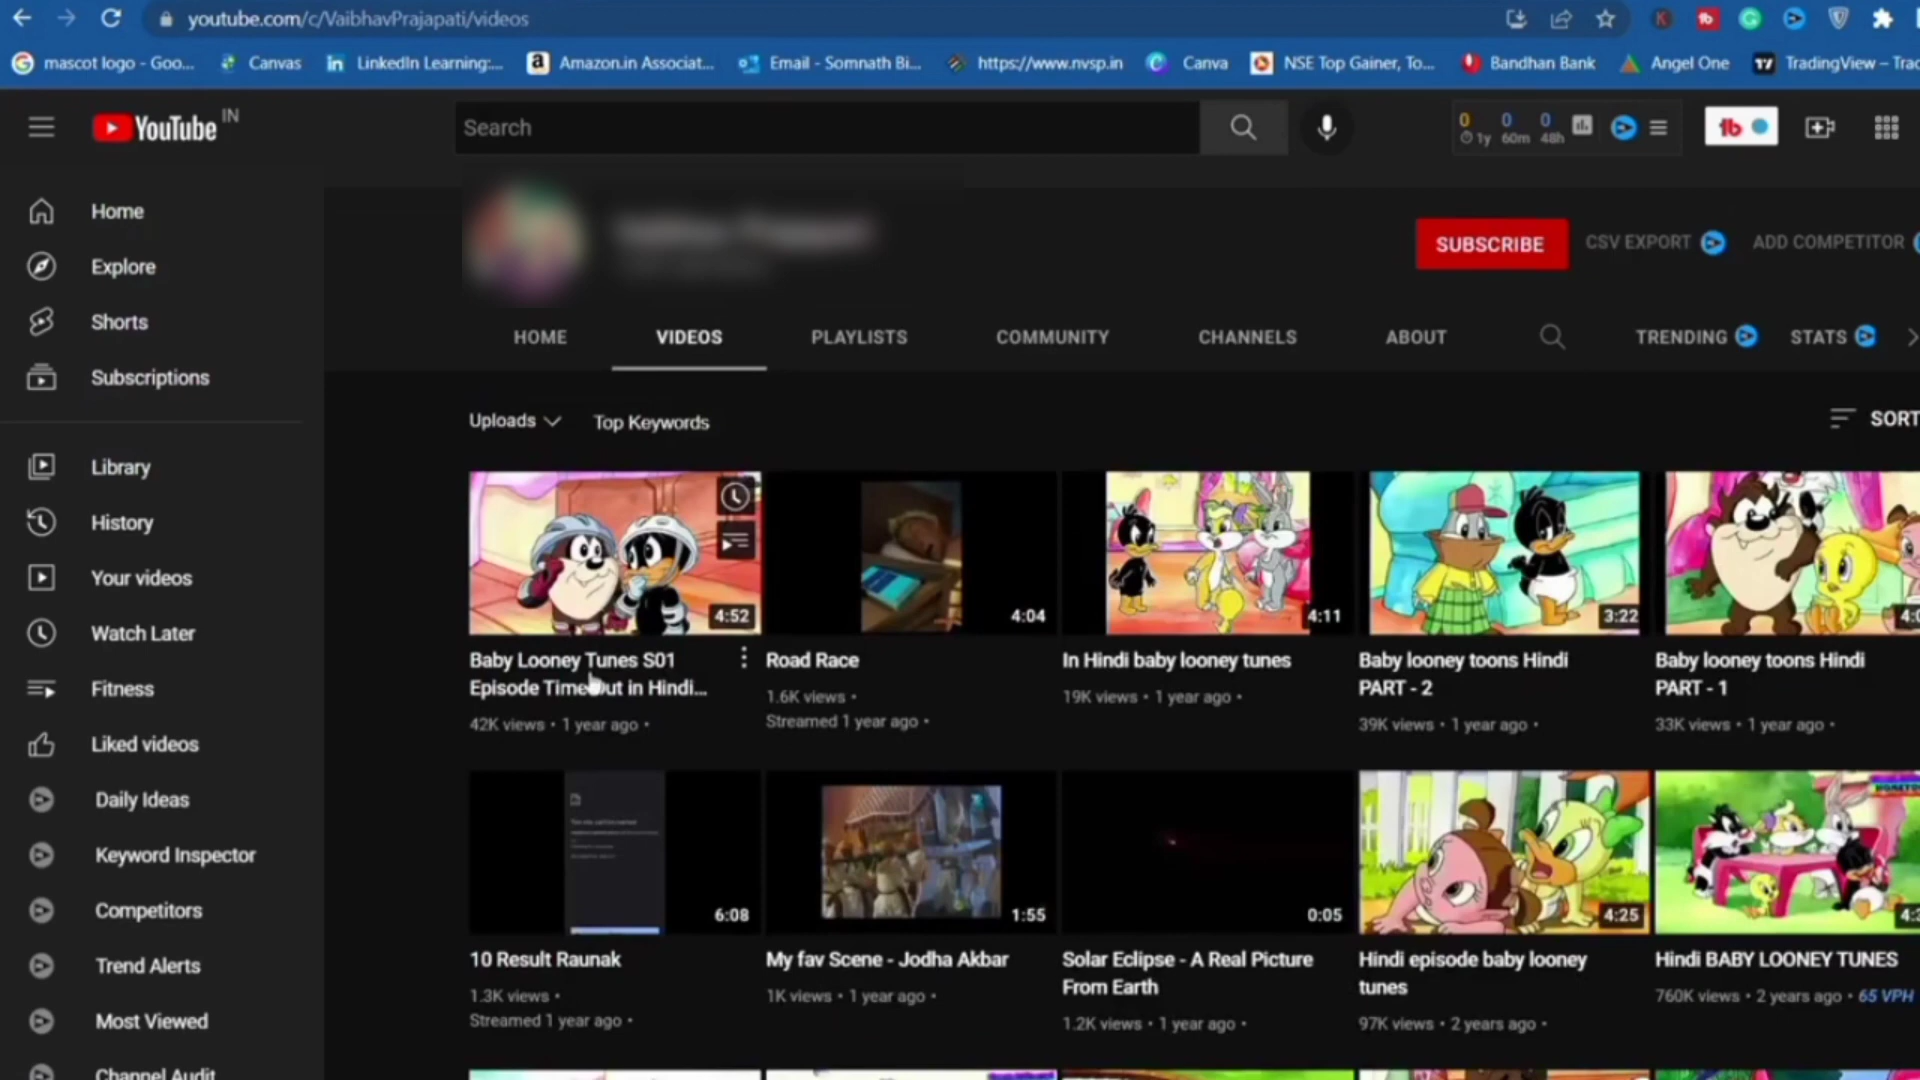 youtube.com/c/VaibhavPrajapati/videos
mascot logo - Goo...
Canvas
LinkedIn Learning:...
Amazon.in Associat...
Email - Somnath Bi...
https://www.nvsp.in
Canva
NSE Top Gainer, To...
Bandhan Bank
Angel One
TradingView – Trac
YouTube IN
Search
0 0 0
1y 60m 48h
Home
Explore
Shorts
Subscriptions
Library
History
Your videos
Watch Later
Fitness
Liked videos
Daily Ideas
Keyword Inspector
Competitors
Trend Alerts
Most Viewed
Channel Audit
SUBSCRIBE
CSV EXPORT
ADD COMPETITOR
HOME
VIDEOS
PLAYLISTS
COMMUNITY
CHANNELS
ABOUT
TRENDING
STATS
Uploads
Top Keywords
SORT
4:52
Baby Looney Tunes S01
Episode Time Out in Hindi...
42K views • 1 year ago •
4:04
Road Race
1.6K views •
Streamed 1 year ago •
4:11
In Hindi baby looney tunes
19K views • 1 year ago •
3:22
Baby looney toons Hindi
PART - 2
39K views • 1 year ago •
Baby looney toons Hindi
PART - 1
33K views • 1 year ago •
6:08
10 Result Raunak
1.3K views •
Streamed 1 year ago •
1:55
My fav Scene - Jodha Akbar
1K views • 1 year ago •
0:05
Solar Eclipse - A Real Picture
From Earth
1.2K views • 1 year ago •
4:25
Hindi episode baby looney
tunes
97K views • 2 years ago •
Hindi BABY LOONEY TUNES
760K views • 2 years ago • 65 VPH